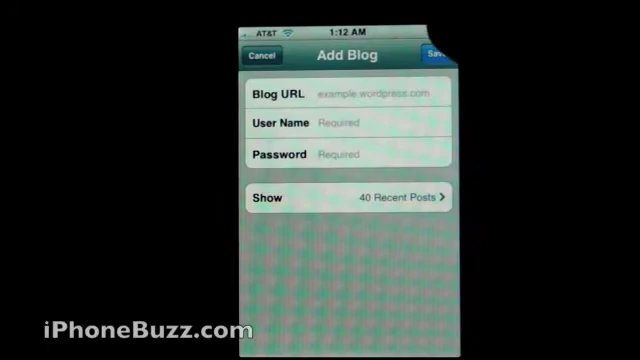 AT&T 1:12 AM
Cancel Add Blog Save
Blog URL example.wordpress.com
User Name Required
Password Required
Show 40 Recent Posts
iPhoneBuzz.com